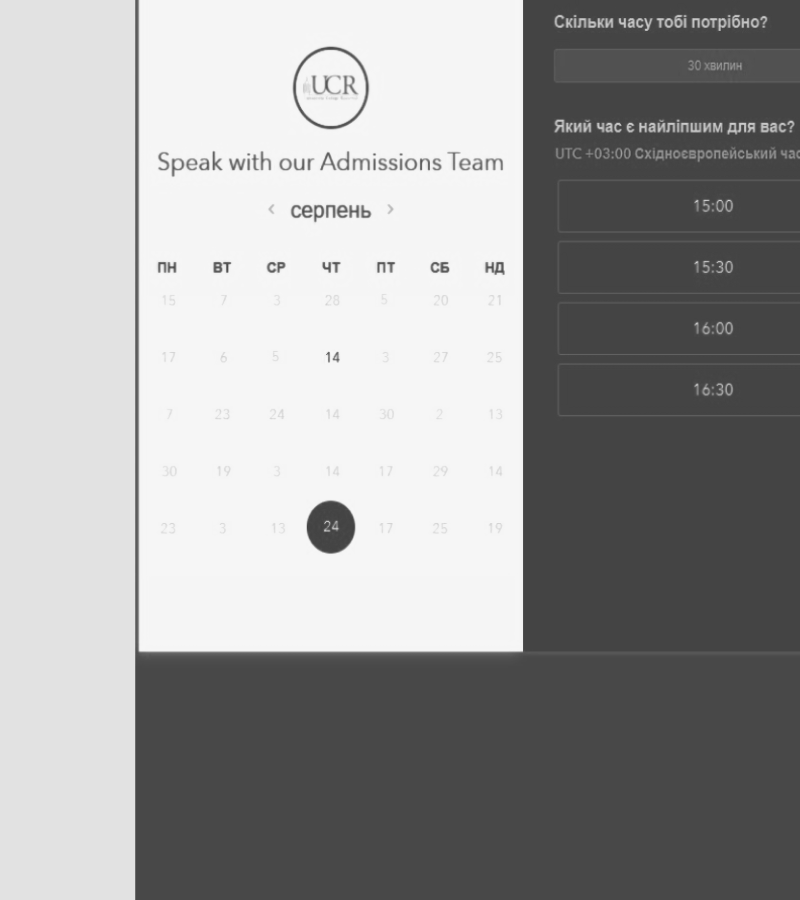 UCR
Speak with our Admissions Team
‹ серпень ›
ПН ВТ СР ЧТ ПТ СБ НД
15 7 3 28 5 20 21
17 6 5 14 3 27 25
7 23 24 14 30 2 13
30 19 3 14 17 29 14
23 3 13 24 17 25 19
Скільки часу тобі потрібно?
30 хвилин
Який час є найліпшим для вас?
UTC +03:00 Східноєвропейський час
15:00
15:30
16:00
16:30